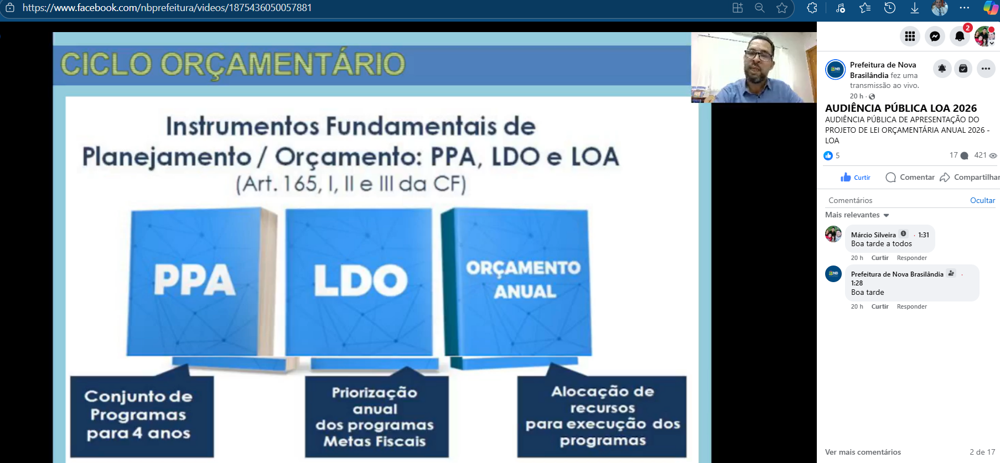 https://www.facebook.com/nbprefeitura/videos/1875436050057881
CICLO ORÇAMENTÁRIO
Instrumentos Fundamentais de
Planejamento / Orçamento: PPA, LDO e LOA
(Art. 165, I, II e III da CF)
PPA
LDO
ORÇAMENTO
ANUAL
Conjunto de
Programas
para 4 anos
Priorização
anual
dos programas
Metas Fiscais
Alocação de
recursos
para execução dos
programas
2
NB
Prefeitura de Nova
Brasilândia fez uma
transmissão ao vivo.
20 h ·
AUDIÊNCIA PÚBLICA LOA 2026
AUDIÊNCIA PÚBLICA DE APRESENTAÇÃO DO
PROJETO DE LEI ORÇAMENTÁRIA ANUAL 2026 -
LOA
5
17 421
Curtir Comentar Compartilhar
Comentários Ocultar
Mais relevantes
Márcio Silveira · 1:31
Boa tarde a todos
20 h Curtir Responder
NB
Prefeitura de Nova Brasilândia ·
1:28
Boa tarde
20 h Curtir Responder
Ver mais comentários 2 de 17